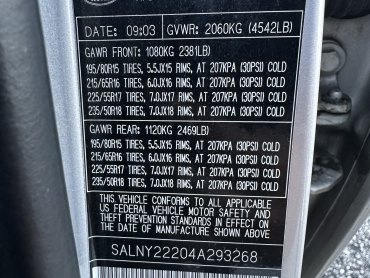 DATE: 09:03 GVWR: 2060KG (4542LB)
GAWR FRONT: 1080KG 2381LB)
195/80R15 TIRES, 5.5JX15 RIMS, AT 207KPA (30PSI) COLD
215/65R16 TIRES, 6.0JX16 RIMS, AT 207KPA (30PSI) COLD
225/55R17 TIRES, 7.0JX17 RIMS, AT 207KPA (30PSI) COLD
235/50R18 TIRES, 7.0JX18 RIMS, AT 207KPA (30PSI) COLD
GAWR REAR: 1120KG 2469LB)
195/80R15 TIRES, 5.5JX15 RIMS, AT 207KPA (30PSI) COLD
215/65R16 TIRES, 6.0JX16 RIMS, AT 207KPA (30PSI) COLD
225/55R17 TIRES, 7.0JX17 RIMS, AT 207KPA (30PSI) COLD
235/50R18 TIRES, 7.0JX18 RIMS, AT 207KPA (30PSI) COLD
THIS VEHICLE CONFORMS TO ALL APPLICABLE
US FEDERAL MOTOR VEHICLE SAFETY AND
THEFT PREVENTION STANDARDS IN EFFECT ON THE
DATE OF MANUFACTURE SHOWN ABOVE
SALNY22204A293268